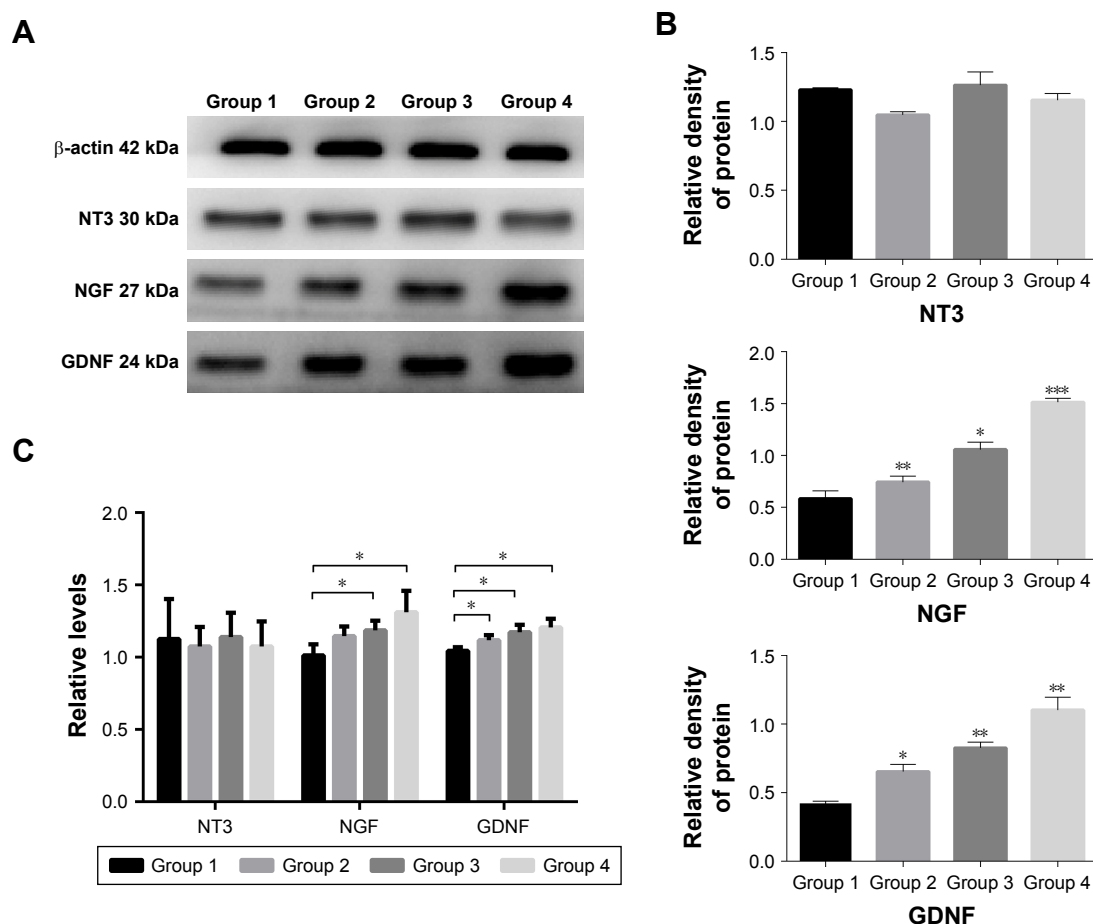 A
Group 1 Group 2 Group 3 Group 4
β-actin 42 kDa
NT3 30 kDa
NGF 27 kDa
GDNF 24 kDa
B
Relative density
of protein
1.5
1.0
0.5
0.0
Group 1 Group 2 Group 3 Group 4
NT3
Relative density
of protein
2.0
1.5
1.0
0.5
0.0
**
*
***
Group 1 Group 2 Group 3 Group 4
NGF
Relative density
of protein
1.5
1.0
0.5
0.0
*
**
**
Group 1 Group 2 Group 3 Group 4
GDNF
C
Relative levels
2.0
1.5
1.0
0.5
0.0
*
*
*
*
*
NT3 NGF GDNF
Group 1 Group 2 Group 3 Group 4